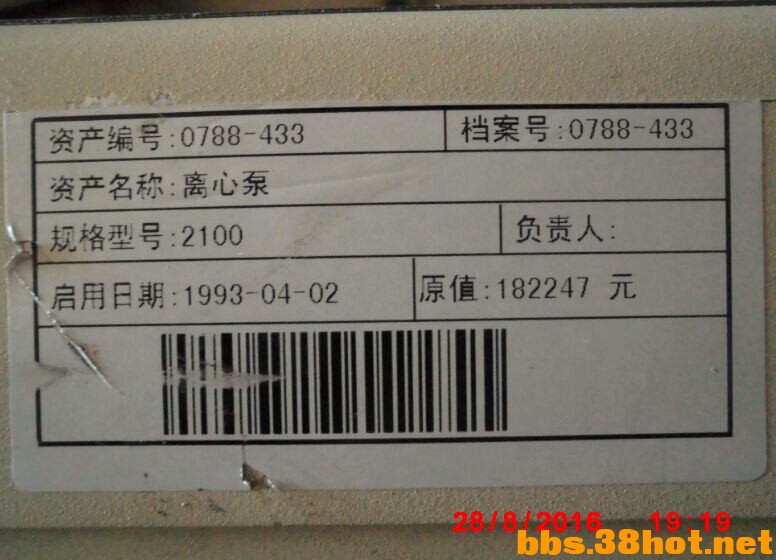 资产编号:0788-433 档案号:0788-433
资产名称:离心泵
规格型号:2100 负责人:
启用日期:1993-04-02 原值:182247 元
28/8/2016 19:19
bbs.38hot.net